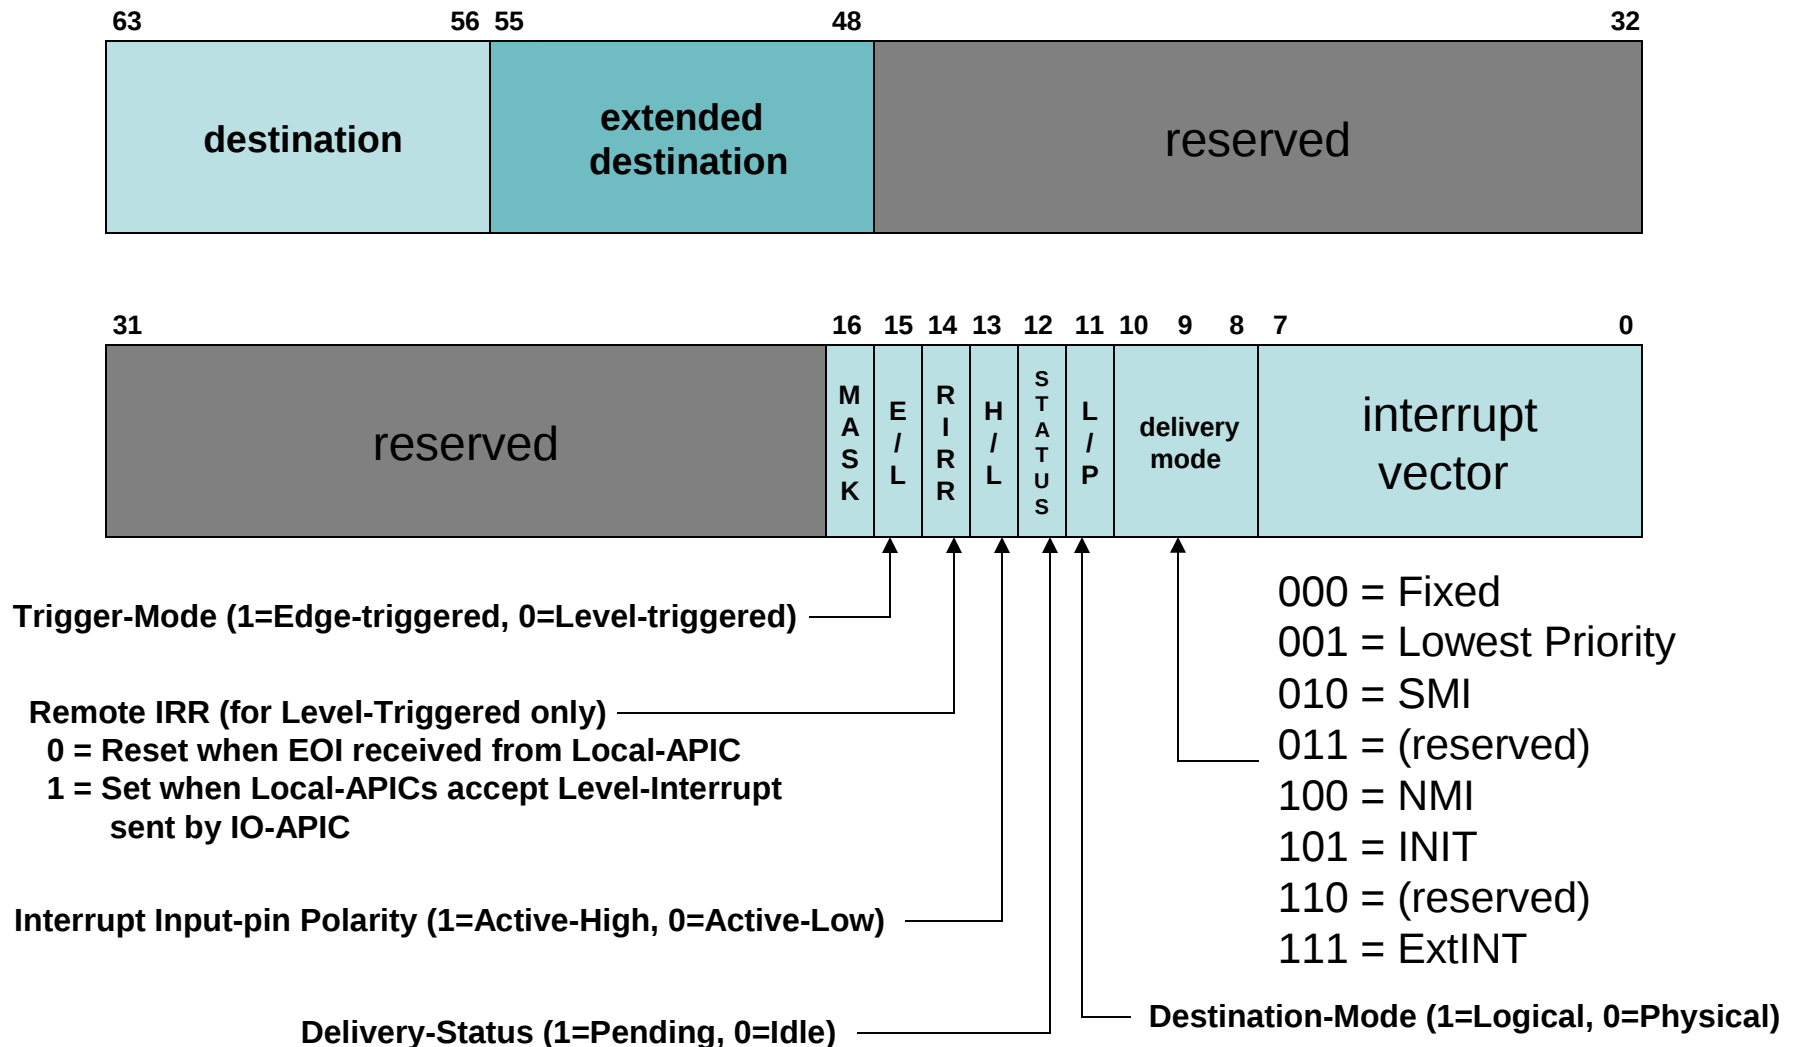 63 56 55 48 32
destination
extended
destination
reserved
31 16 15 14 13 12 11 10 9 8 7 0
reserved
MASK
E/L
RIRR
H/L
STATUS
L/P
delivery
mode
interrupt
vector
Trigger-Mode (1=Edge-triggered, 0=Level-triggered)
Remote IRR (for Level-Triggered only)
0 = Reset when EOI received from Local-APIC
1 = Set when Local-APICs accept Level-Interrupt
sent by IO-APIC
Interrupt Input-pin Polarity (1=Active-High, 0=Active-Low)
Delivery-Status (1=Pending, 0=Idle)
000 = Fixed
001 = Lowest Priority
010 = SMI
011 = (reserved)
100 = NMI
101 = INIT
110 = (reserved)
111 = ExtINT
Destination-Mode (1=Logical, 0=Physical)